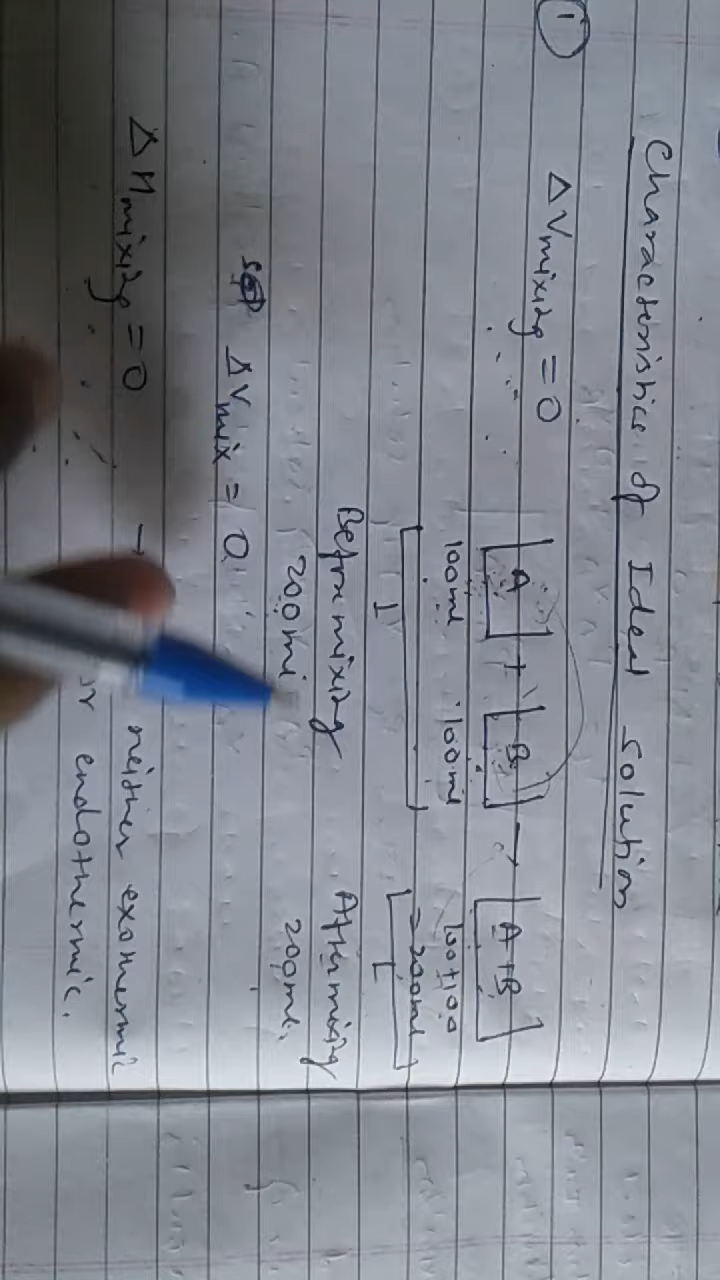 Characteristics of Ideal Solution
① ΔVmixing = 0
A + B → A+B
100ml 100ml 100+100
= 200ml
Before mixing After mixing
200ml 200ml.
ΔVmix = 0
ΔHmixing = 0 → neither exothermic
endothermic.